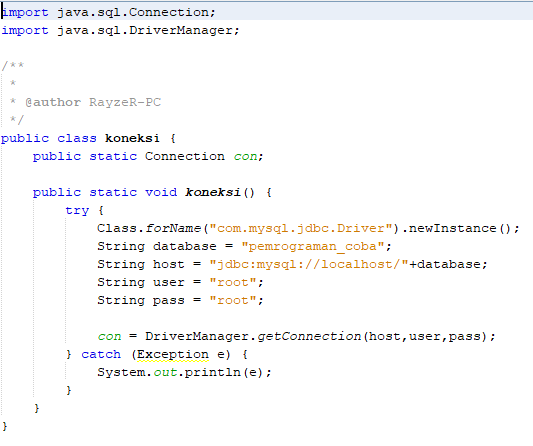 import java.sql.Connection;
import java.sql.DriverManager;
/**
 *
 * @author RayzeR-PC
 */
public class koneksi {
    public static Connection con;
    public static void koneksi() {
        try {
            Class.forName("com.mysql.jdbc.Driver").newInstance();
            String database = "pemrograman_coba";
            String host = "jdbc:mysql://localhost/"+database;
            String user = "root";
            String pass = "root";
            con = DriverManager.getConnection(host,user,pass);
        } catch (Exception e) {
            System.out.println(e);
        }
    }
}